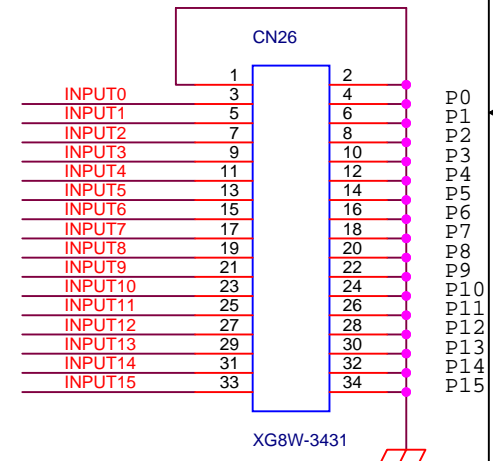 CN26
1 2
INPUT0 3 4 P0
INPUT1 5 6 P1
INPUT2 7 8 P2
INPUT3 9 10 P3
INPUT4 11 12 P4
INPUT5 13 14 P5
INPUT6 15 16 P6
INPUT7 17 18 P7
INPUT8 19 20 P8
INPUT9 21 22 P9
INPUT10 23 24 P10
INPUT11 25 26 P11
INPUT12 27 28 P12
INPUT13 29 30 P13
INPUT14 31 32 P14
INPUT15 33 34 P15
XG8W-3431